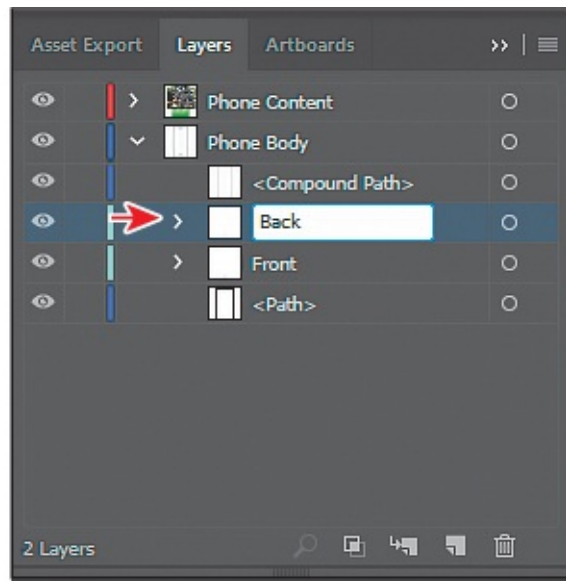 Asset Export Layers Artboards
Phone Content
Phone Body
<Compound Path>
Back
Front
<Path>
2 Layers